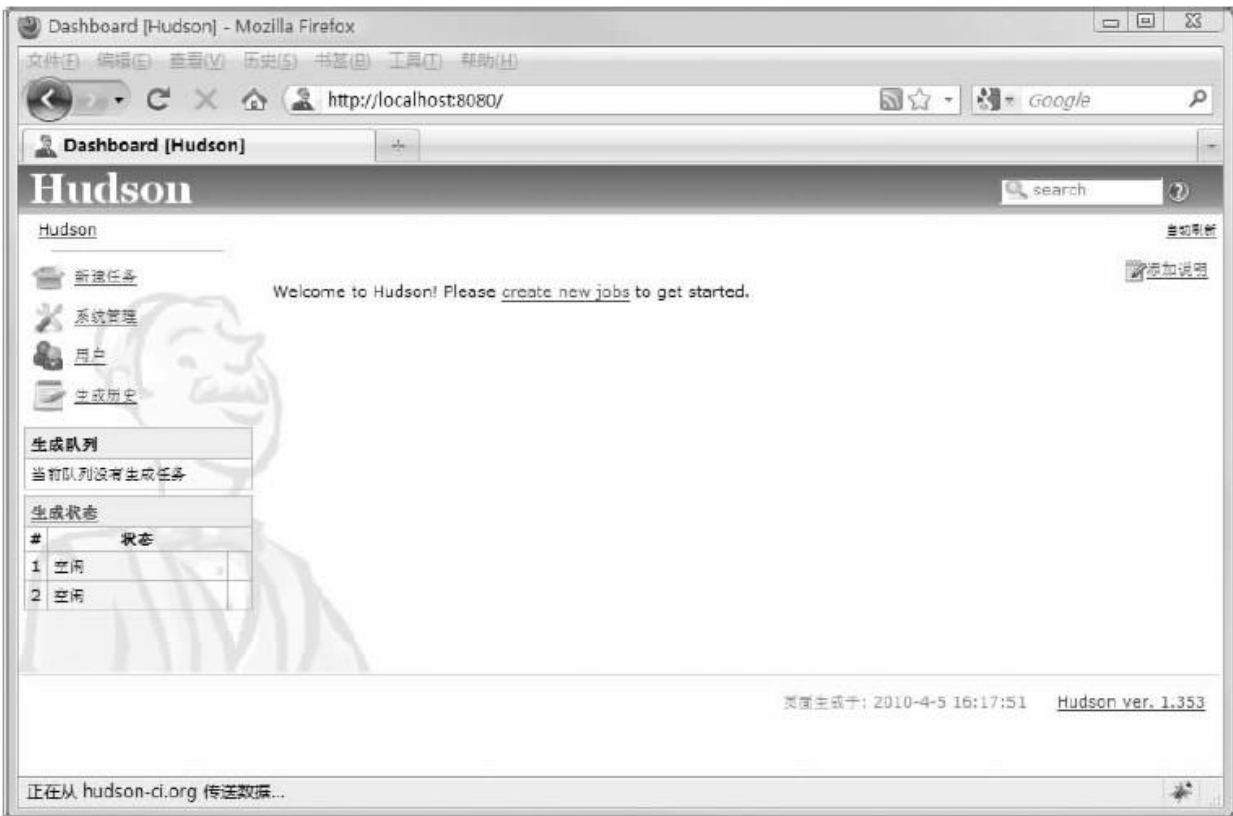 Dashboard [Hudson] - Mozilla Firefox
文件(F) 编辑(E) 查看(V) 历史(S) 书签(B) 工具(T) 帮助(H)
http://localhost:8080/ Google
Dashboard [Hudson]
Hudson
search
Hudson
自动刷新
新建任务
添加说明
Welcome to Hudson! Please create new jobs to get started.
系统管理
用户
生成历史
生成队列
当前队列没有生成任务
生成状态
# 状态
1 空闲
2 空闲
页面生成于: 2010-4-5 16:17:51 Hudson ver. 1.353
正在从 hudson-ci.org 传送数据...